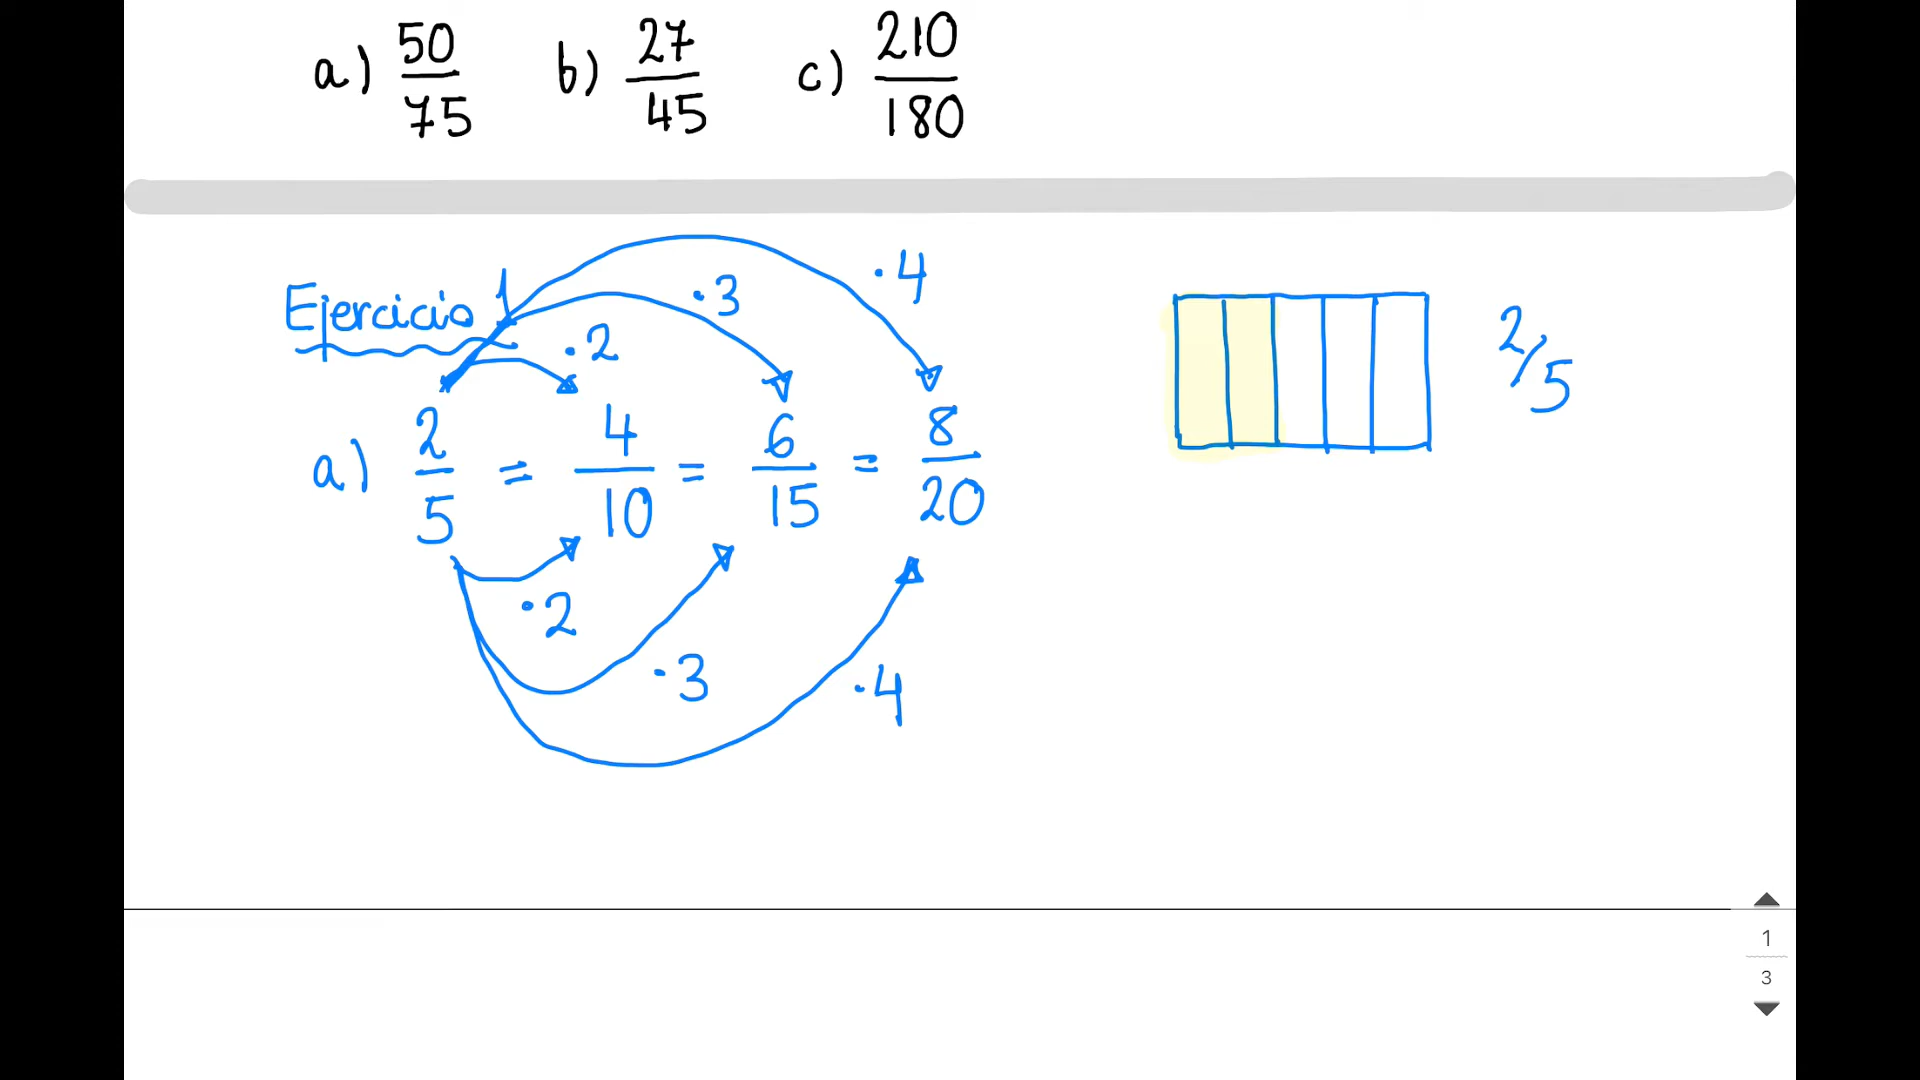 a) 50/75 b) 27/45 c) 210/180
Ejercicio 1
·2 ·3 ·4
a) 2/5 = 4/10 = 6/15 = 8/20
·2 ·3 ·4
2/5
1
3